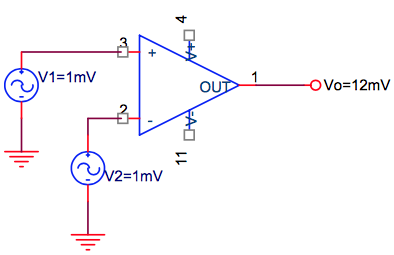 4
3
+
V+
V1=1mV
OUT
1
Vo=12mV
2
-
V-
11
V2=1mV